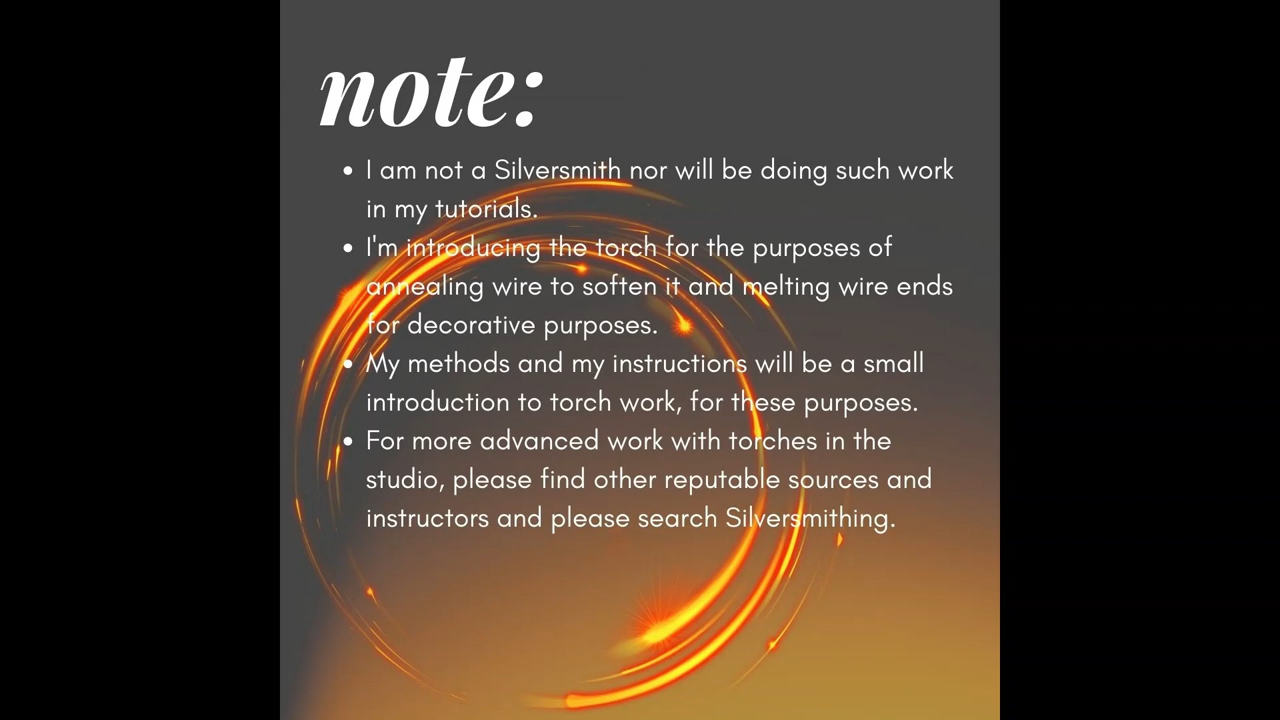 note:
• I am not a Silversmith nor will be doing such work
in my tutorials.
• I'm introducing the torch for the purposes of
annealing wire to soften it and melting wire ends
for decorative purposes.
• My methods and my instructions will be a small
introduction to torch work, for these purposes.
• For more advanced work with torches in the
studio, please find other reputable sources and
instructors and please search Silversmithing.